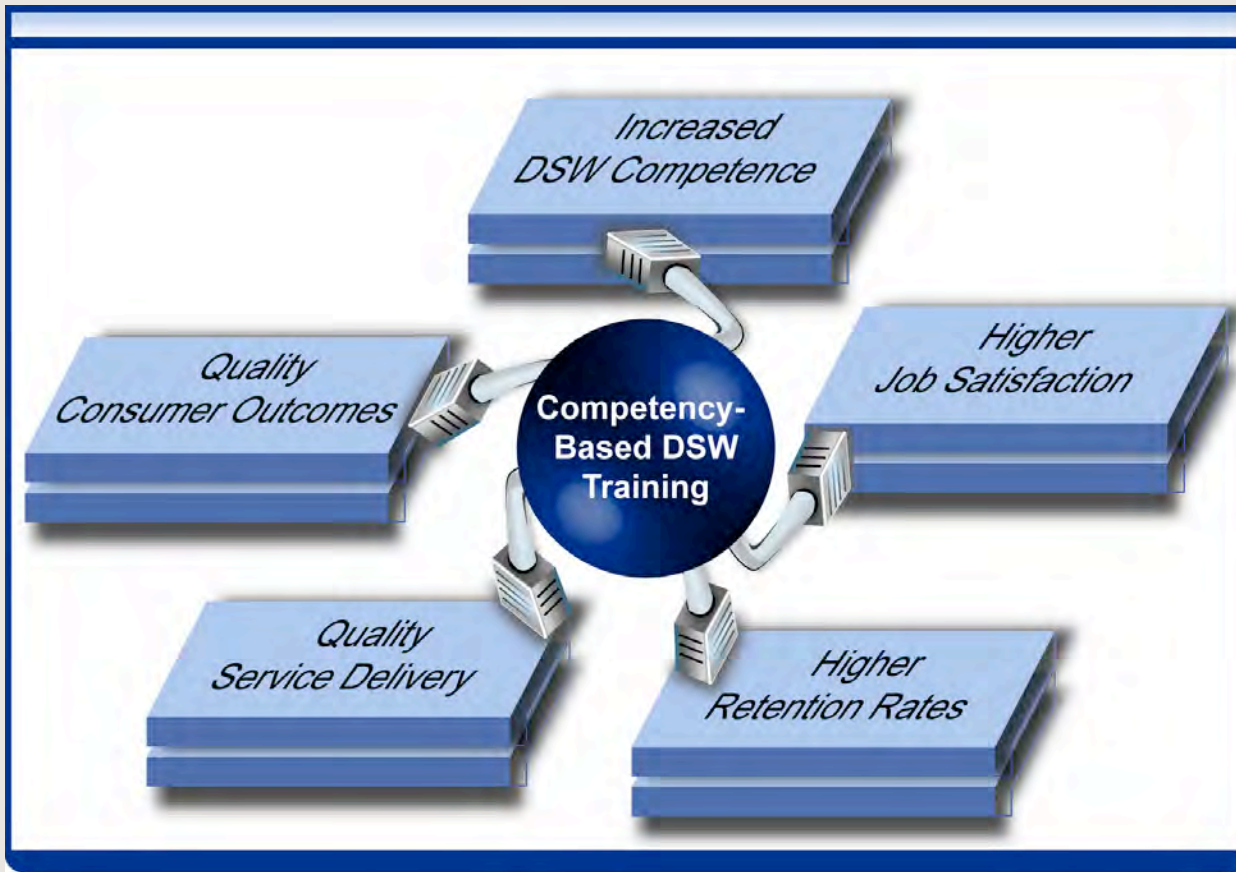 Increased
DSW Competence
Higher
Job Satisfaction
Quality
Consumer Outcomes
Competency-
Based DSW
Training
Quality
Service Delivery
Higher
Retention Rates